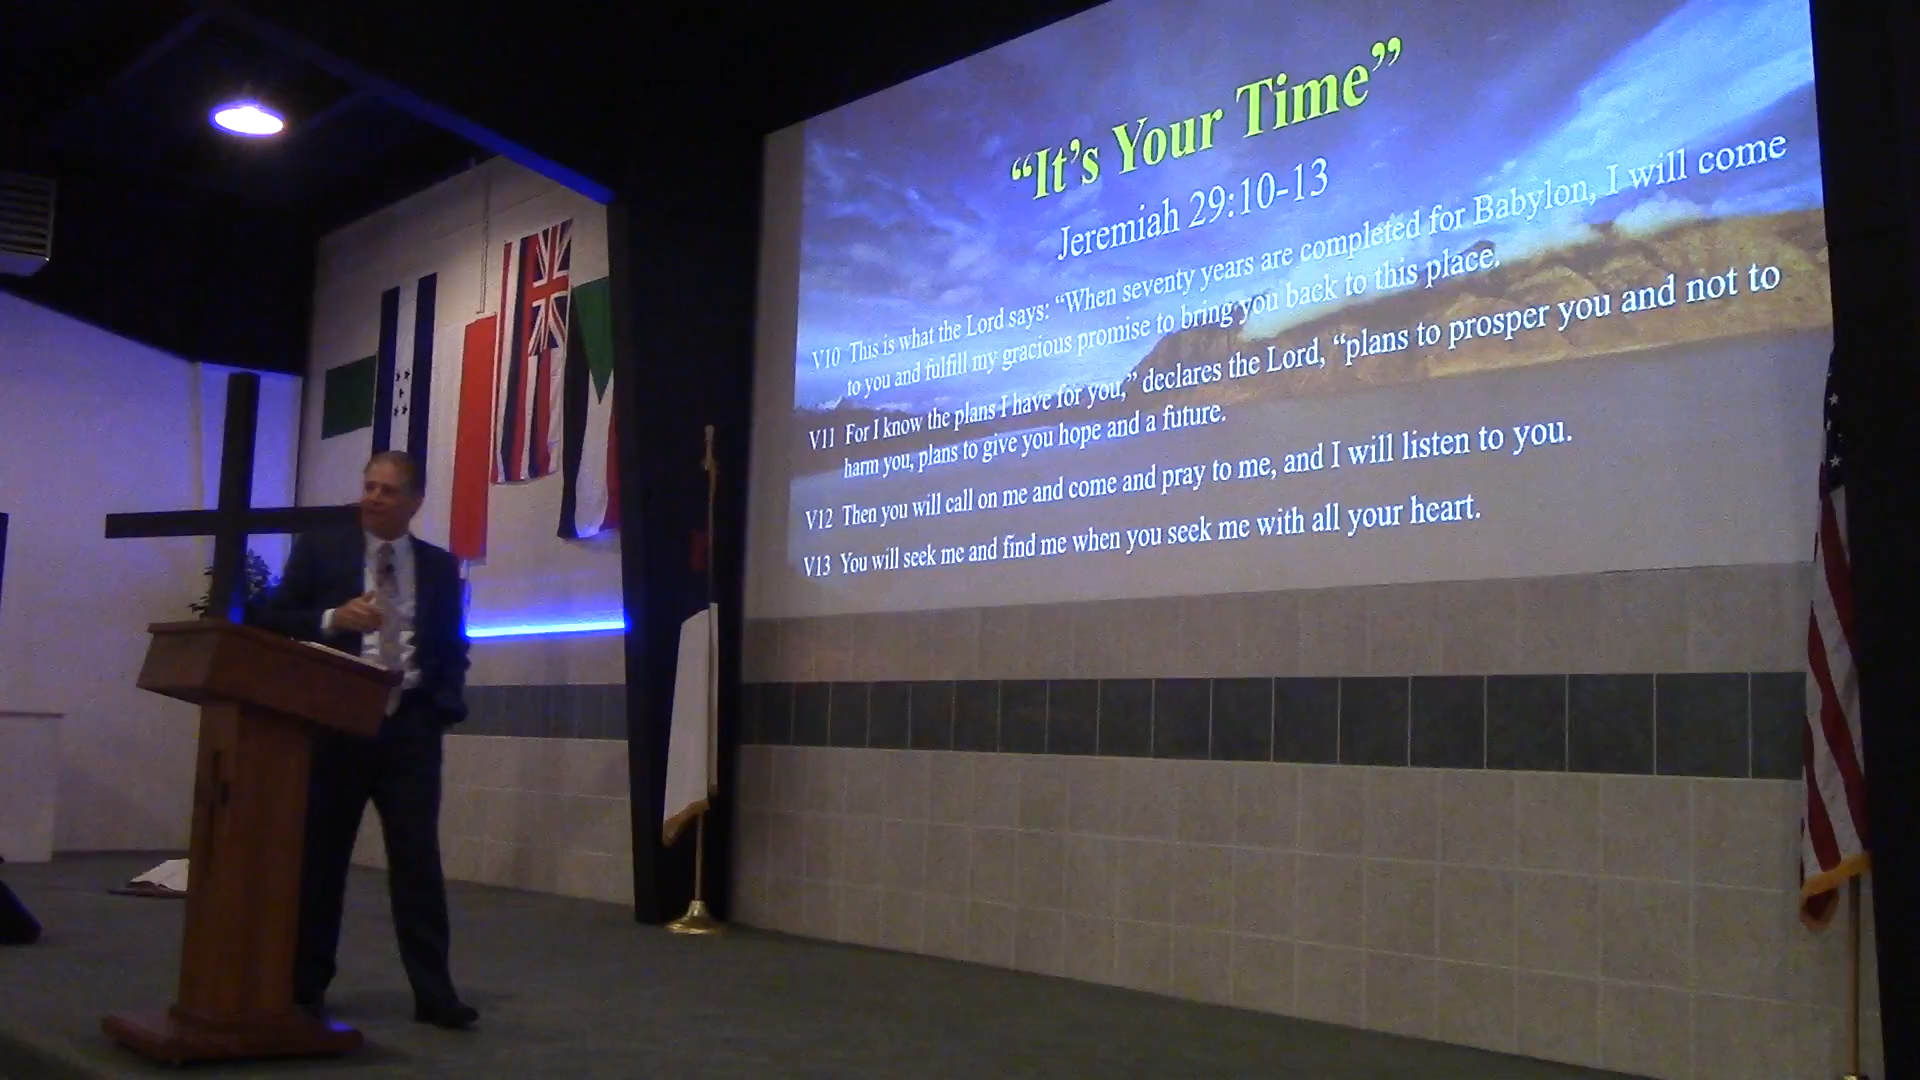 “It’s Your Time”
Jeremiah 29:10-13
V10 This is what the Lord says: “When seventy years are completed for Babylon, I will come
to you and fulfill my gracious promise to bring you back to this place.
V11 For I know the plans I have for you,” declares the Lord, “plans to prosper you and not to
harm you, plans to give you hope and a future.
V12 Then you will call on me and come and pray to me, and I will listen to you.
V13 You will seek me and find me when you seek me with all your heart.